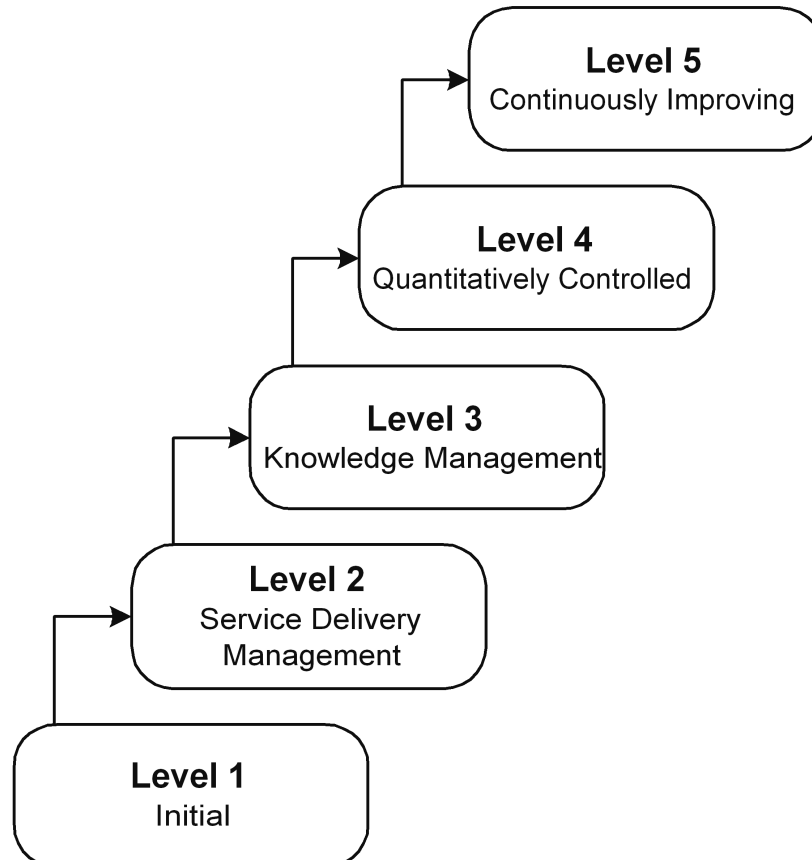 Level 5
Continuously Improving
Level 4
Quantitatively Controlled
Level 3
Knowledge Management
Level 2
Service Delivery
Management
Level 1
Initial